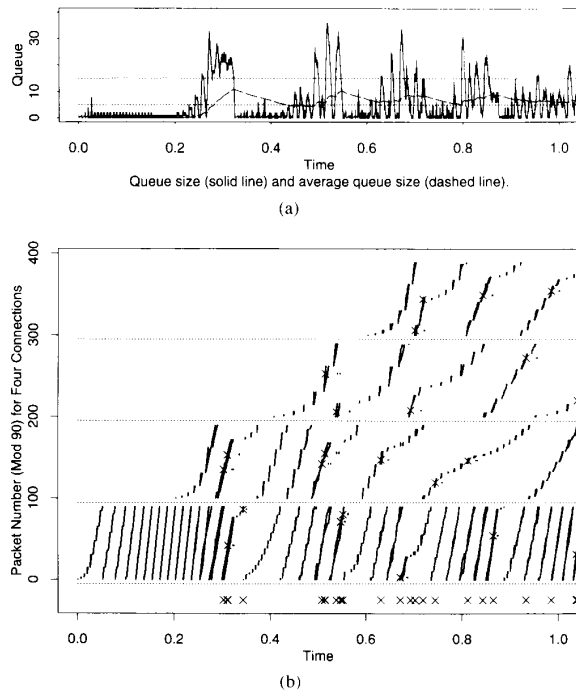 Queue
30
10
0
0.0 0.2 0.4 0.6 0.8 1.0
Time
Queue size (solid line) and average queue size (dashed line).
(a)
Packet Number (Mod 90) for Four Connections
400
300
200
100
0
0.0 0.2 0.4 0.6 0.8 1.0
Time
(b)